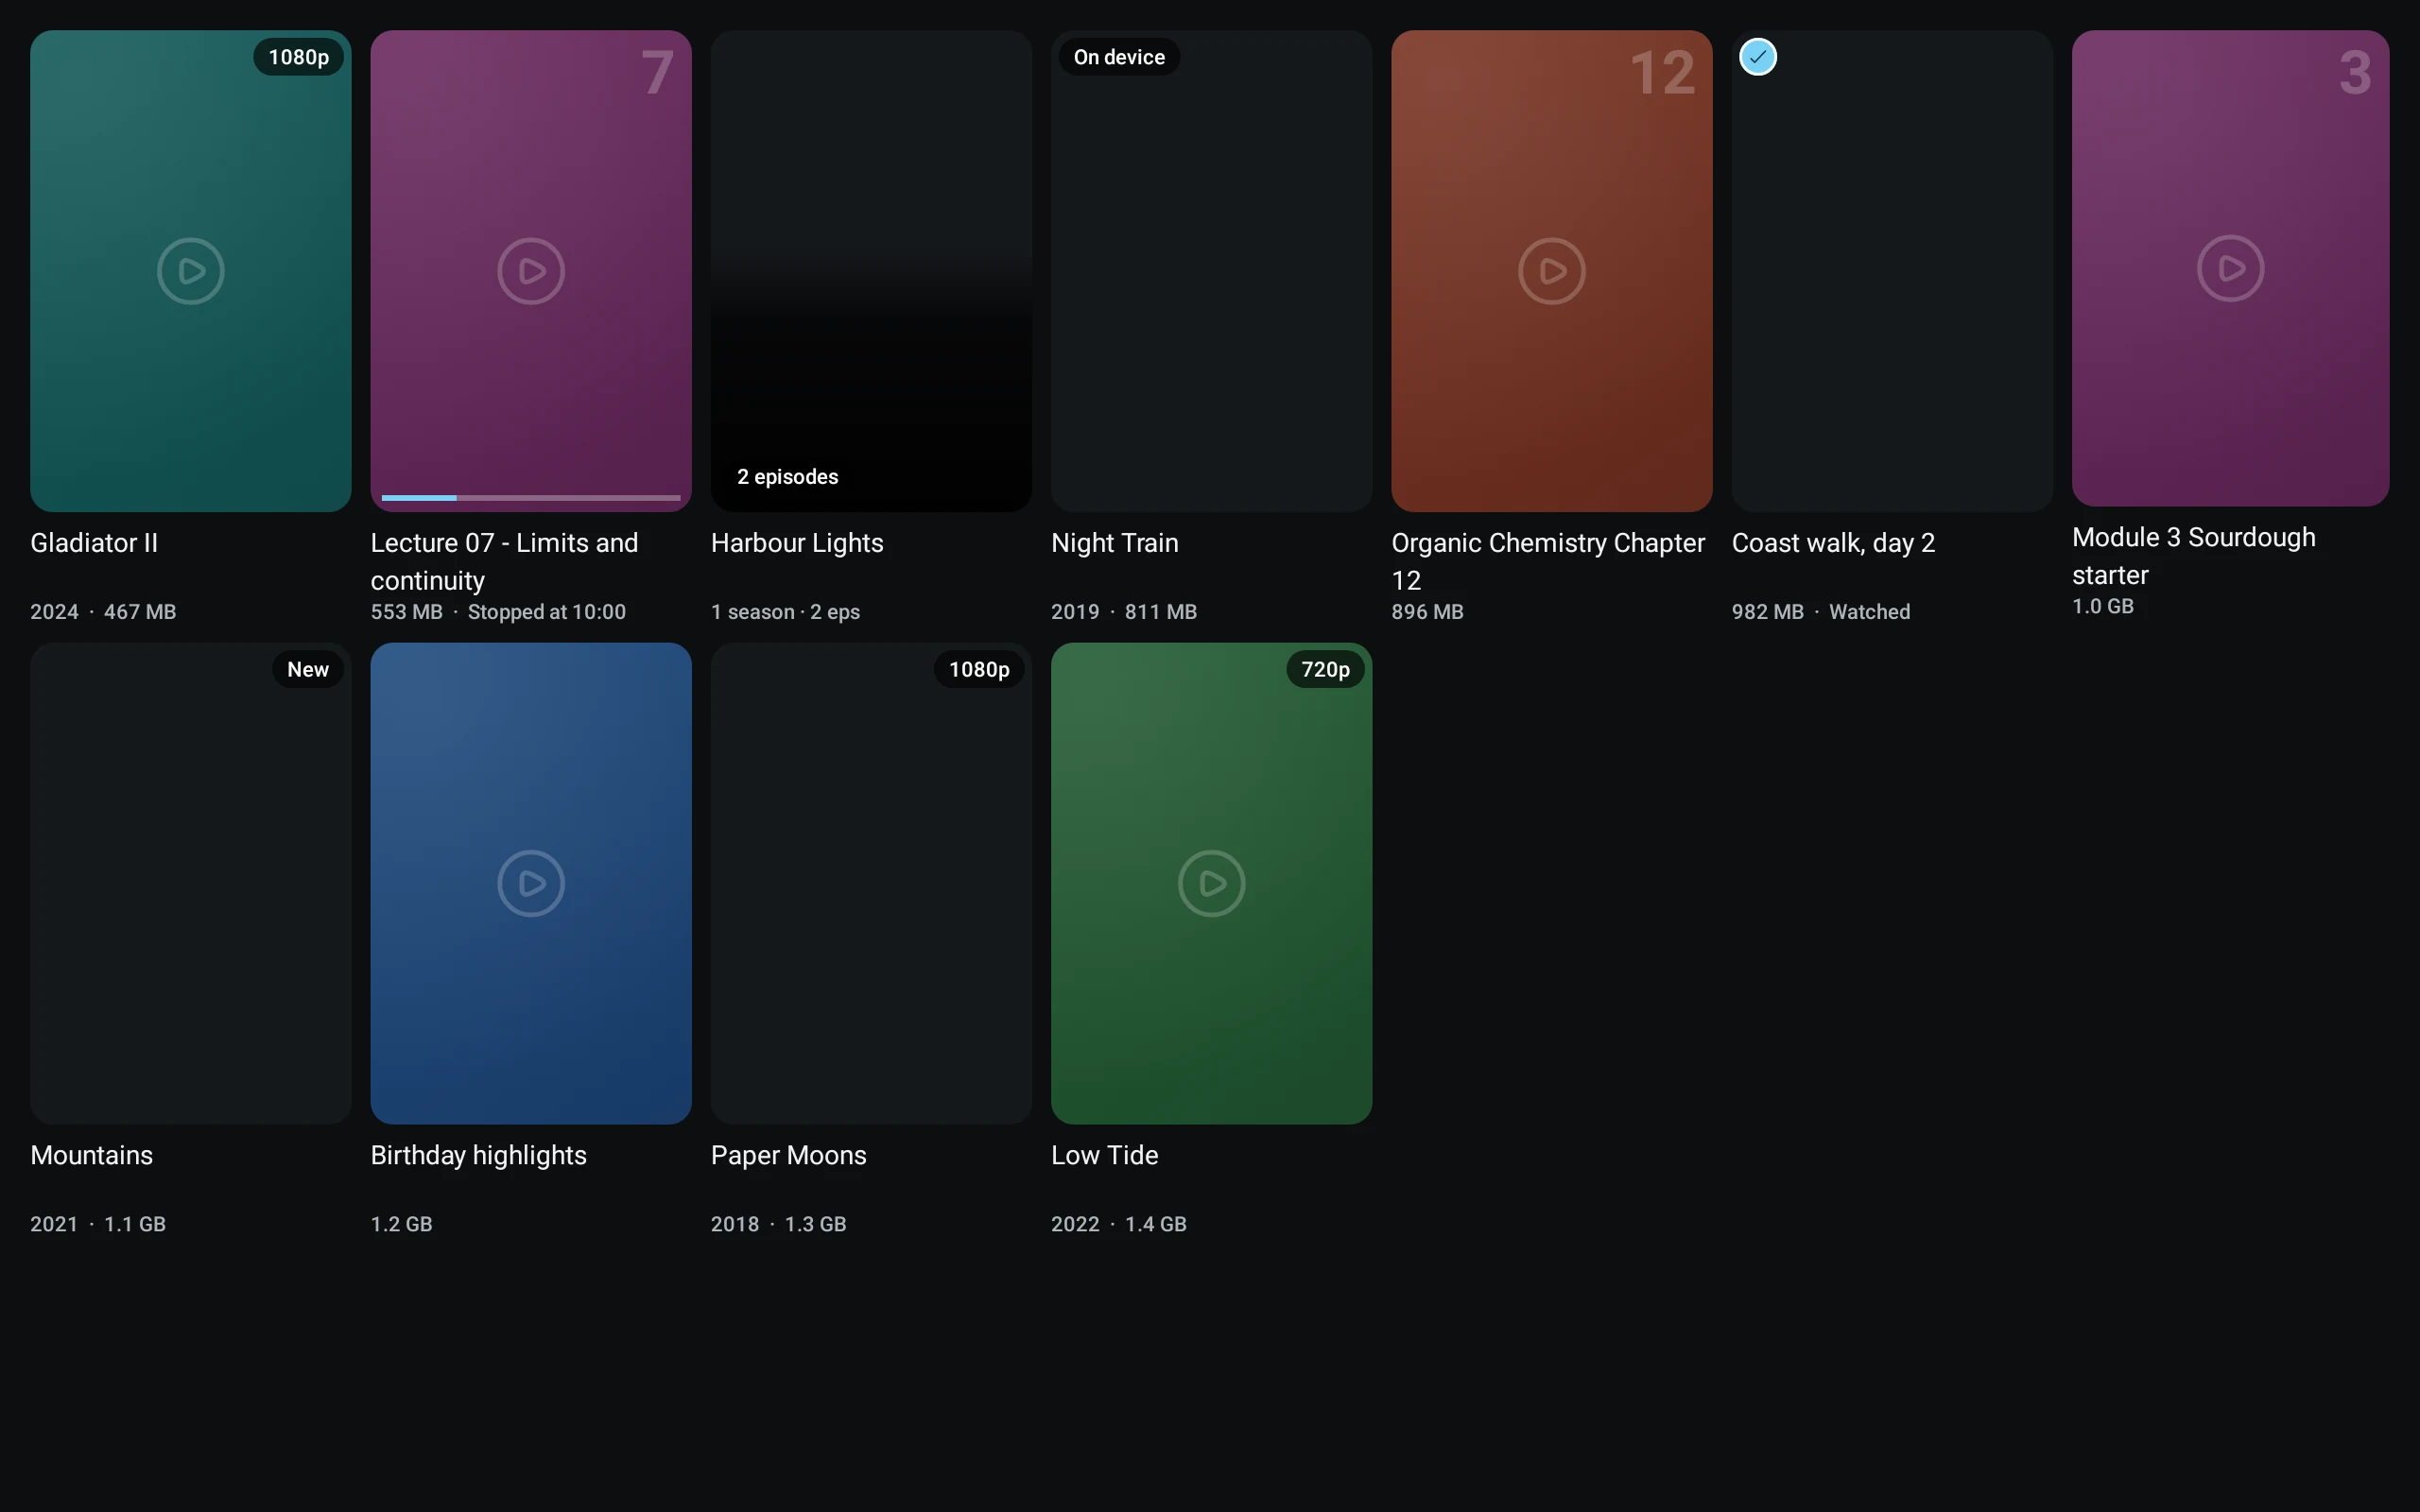 1080p
Gladiator II
2024 · 467 MB
7
Lecture 07 - Limits and
continuity
553 MB · Stopped at 10:00
2 episodes
Harbour Lights
1 season · 2 eps
On device
Night Train
2019 · 811 MB
12
Organic Chemistry Chapter
12
896 MB
Coast walk, day 2
982 MB · Watched
3
Module 3 Sourdough
starter
1.0 GB
New
Mountains
2021 · 1.1 GB
Birthday highlights
1.2 GB
1080p
Paper Moons
2018 · 1.3 GB
720p
Low Tide
2022 · 1.4 GB